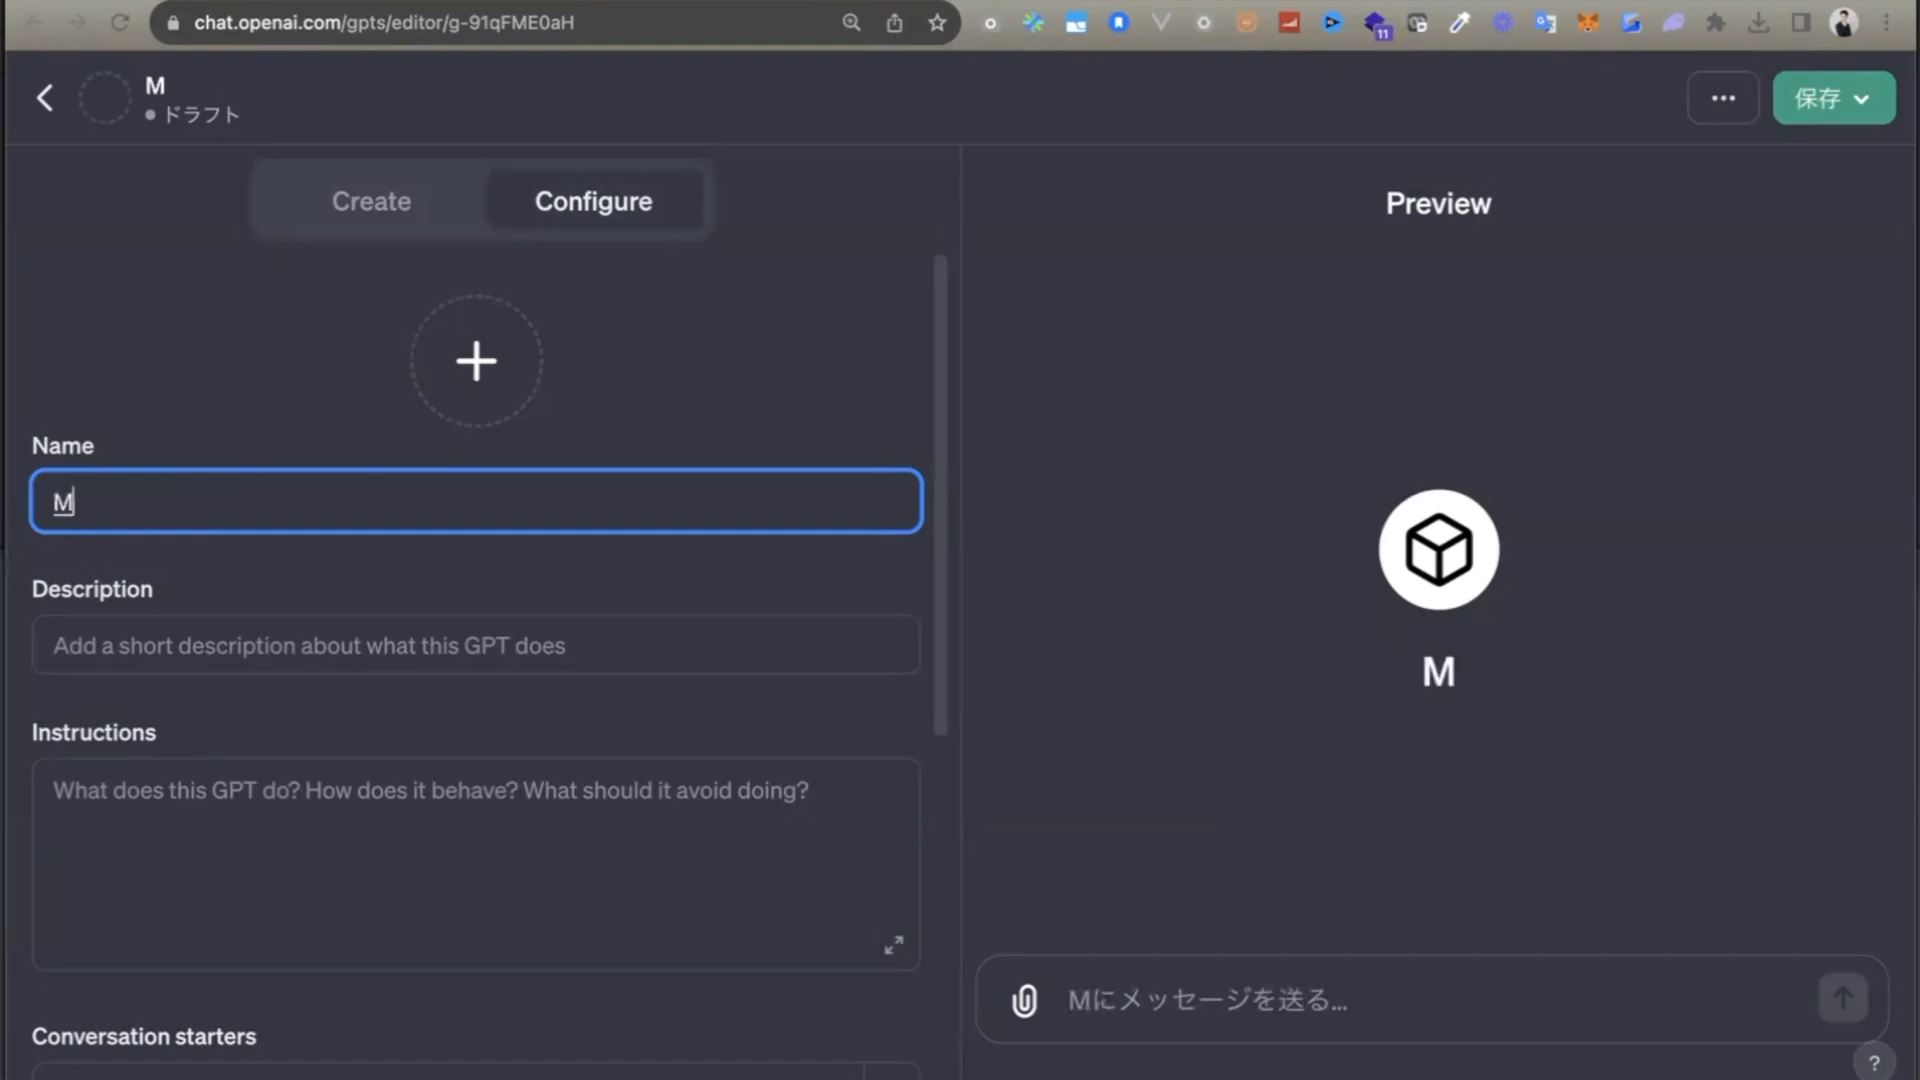 chat.openai.com/gpts/editor/g-91qFME0aH
11
M
ドラフト
保存
Create
Configure
Name
M
Description
Add a short description about what this GPT does
Instructions
What does this GPT do? How does it behave? What should it avoid doing?
Conversation starters
Preview
M
Mにメッセージを送る...
?